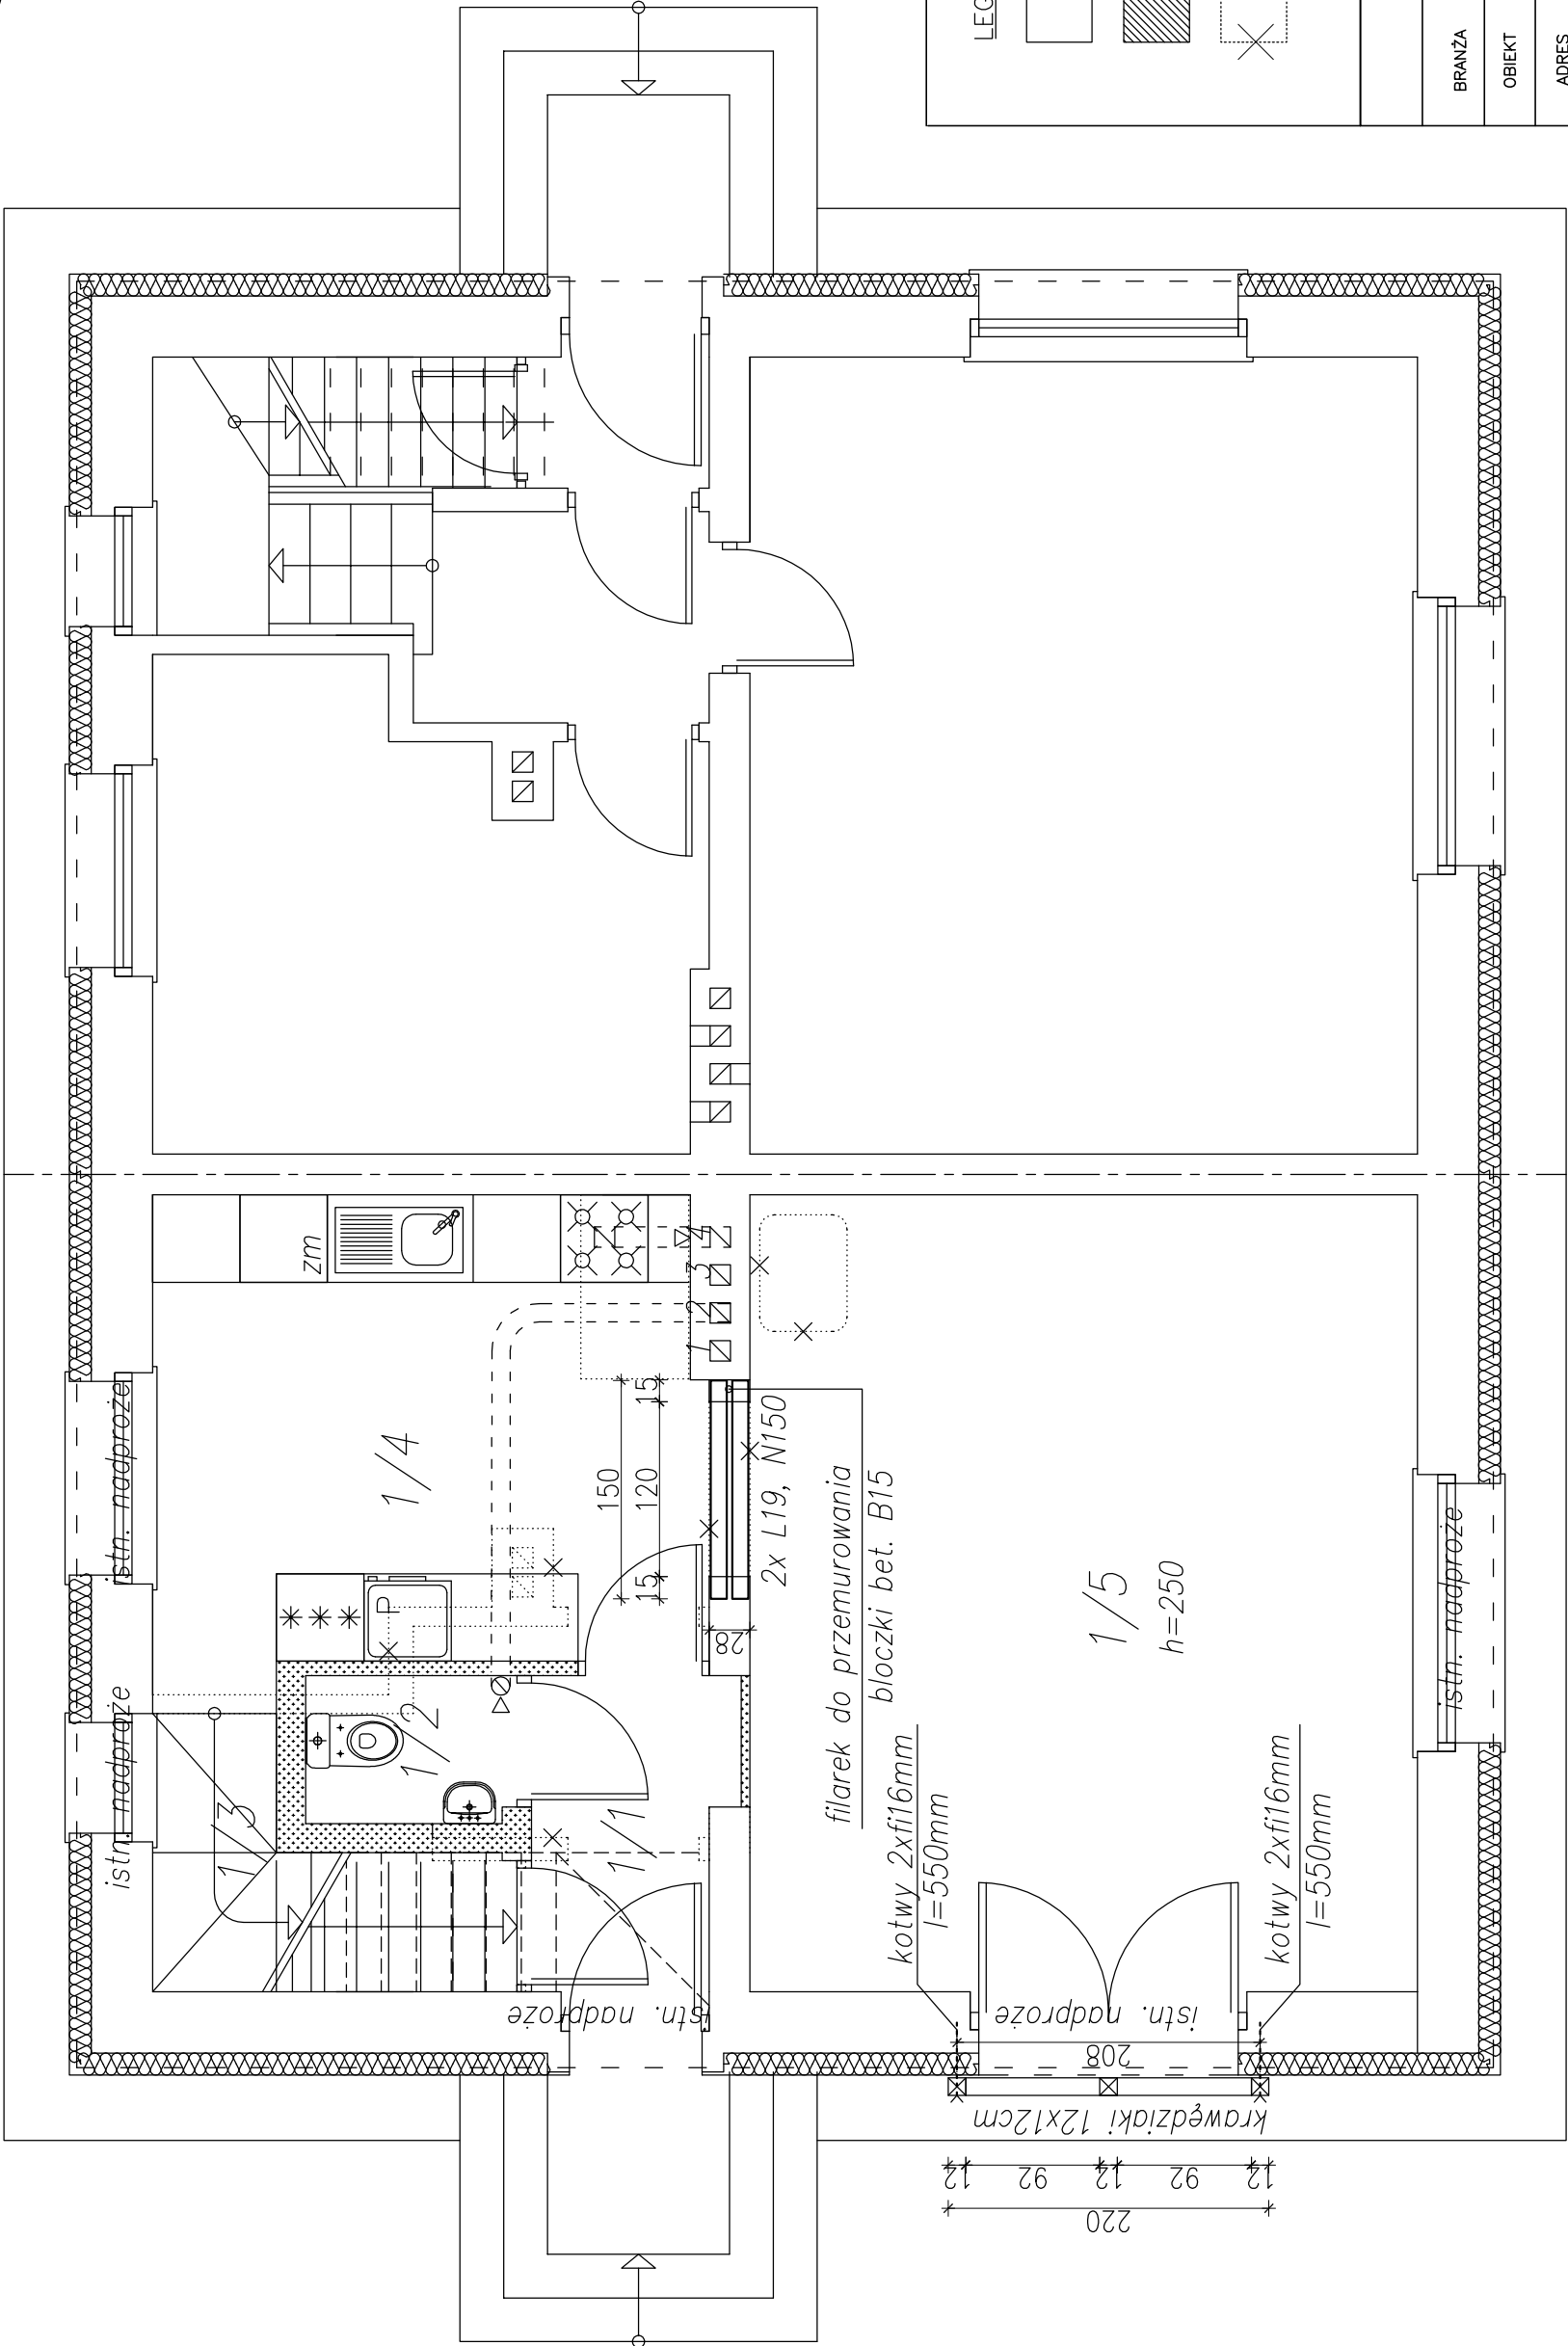 LEG
BRANŻA
OBIEKT
ADRES
zm
1 2 3 4
istn. nadproże
1/4
150
15 120 15
28
2x L19, N150
filarek do przemurowania
bloczki bet. B15
1/5
h=250
istn. nadproże
istn. nadproże
1/3
1/2
1/1
istn. nadproże
kotwy 2xfi16mm
l=550mm
kotwy 2xfi16mm
l=550mm
istn. nadproże
208
krawędziaki 12x12cm
12 92 12 92 12
220